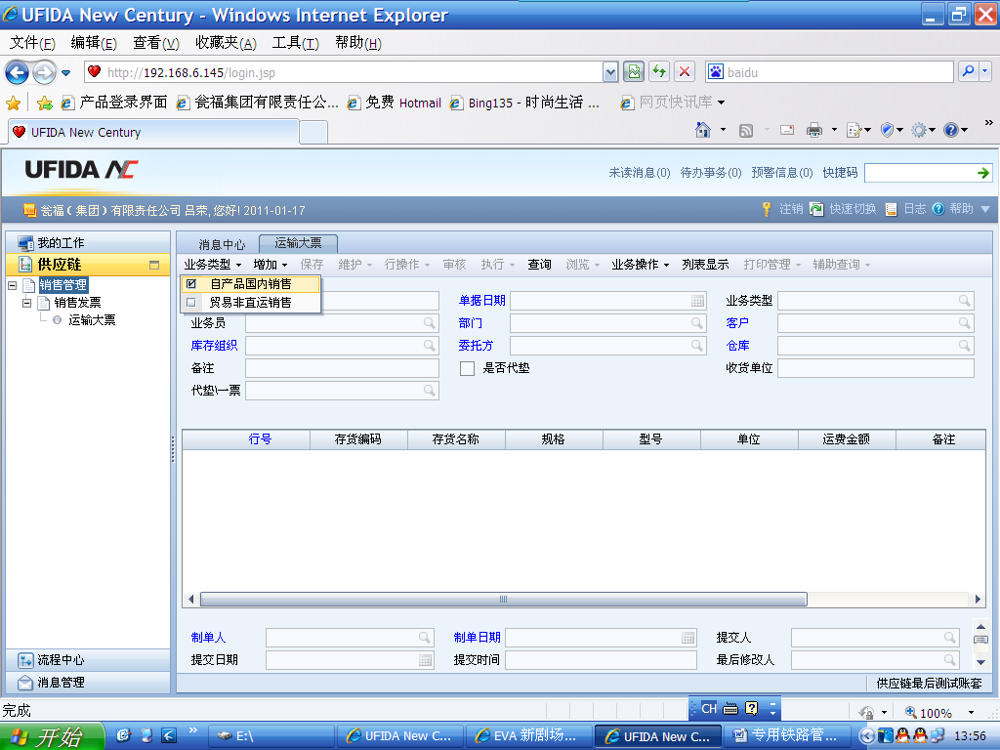 UFIDA New Century - Windows Internet Explorer
文件(F) 编辑(E) 查看(V) 收藏夹(A) 工具(T) 帮助(H)
http://192.168.6.145/login.jsp baidu
产品登录界面 瓮福集团有限责任公... 免费 Hotmail Bing135 - 时尚生活 ... 网页快讯库
UFIDA New Century
UFIDA NC 未读消息(0) 待办事务(0) 预警信息(0) 快捷码
瓮福（集团）有限责任公司 吕荣, 您好! 2011-01-17 注销 快速切换 日志 帮助
我的工作 消息中心 运输大票
供应链 业务类型 增加 保存 维护 行操作 审核 执行 查询 浏览 业务操作 列表显示 打印管理 辅助查询
销售管理 自产品国内销售
销售发票 贸易非直运销售 单据日期 业务类型
运输大票 业务员 部门 客户
库存组织 委托方 仓库
备注 是否代垫 收货单位
代垫\一票
行号 存货编码 存货名称 规格 型号 单位 运费金额 备注
制单人 制单日期 提交人
流程中心 提交日期 提交时间 最后修改人
消息管理 供应链最后测试账套
完成 CH 100%
开始 E:\ UFIDA New C... EVA 新剧场... UFIDA New C... 专用铁路管... 13:56